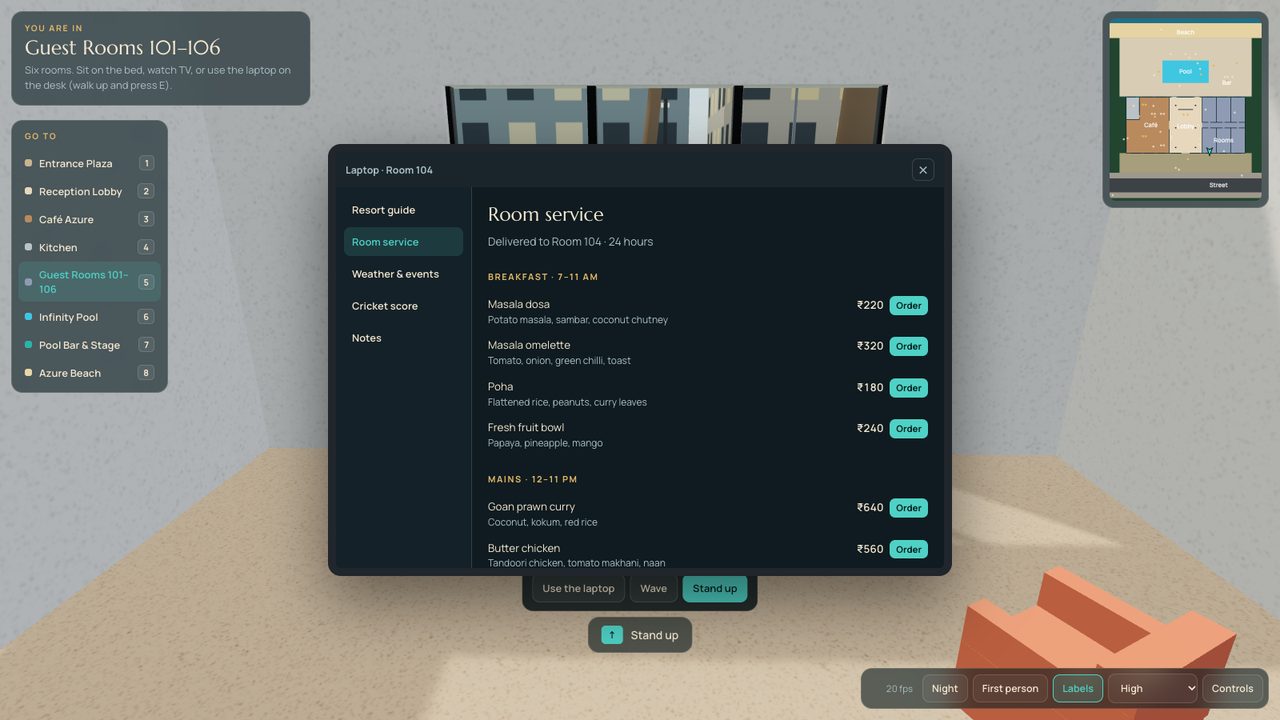 YOU ARE IN
Guest Rooms 101–106
Six rooms. Sit on the bed, watch TV, or use the laptop on
the desk (walk up and press E).
GO TO
Entrance Plaza 1
Reception Lobby 2
Café Azure 3
Kitchen 4
Guest Rooms 101–
106 5
Infinity Pool 6
Pool Bar & Stage 7
Azure Beach 8
Beach
Pool
Bar
Café
Lobby
Rooms
Street
Laptop · Room 104
Resort guide
Room service
Weather & events
Cricket score
Notes
Room service
Delivered to Room 104 · 24 hours
BREAKFAST · 7–11 AM
Masala dosa ₹220 Order
Potato masala, sambar, coconut chutney
Masala omelette ₹320 Order
Tomato, onion, green chilli, toast
Poha ₹180 Order
Flattened rice, peanuts, curry leaves
Fresh fruit bowl ₹240 Order
Papaya, pineapple, mango
MAINS · 12–11 PM
Goan prawn curry ₹640 Order
Coconut, kokum, red rice
Butter chicken ₹560 Order
Tandoori chicken, tomato makhani, naan
Use the laptop Wave Stand up
↑ Stand up
20 fps Night First person Labels High Controls